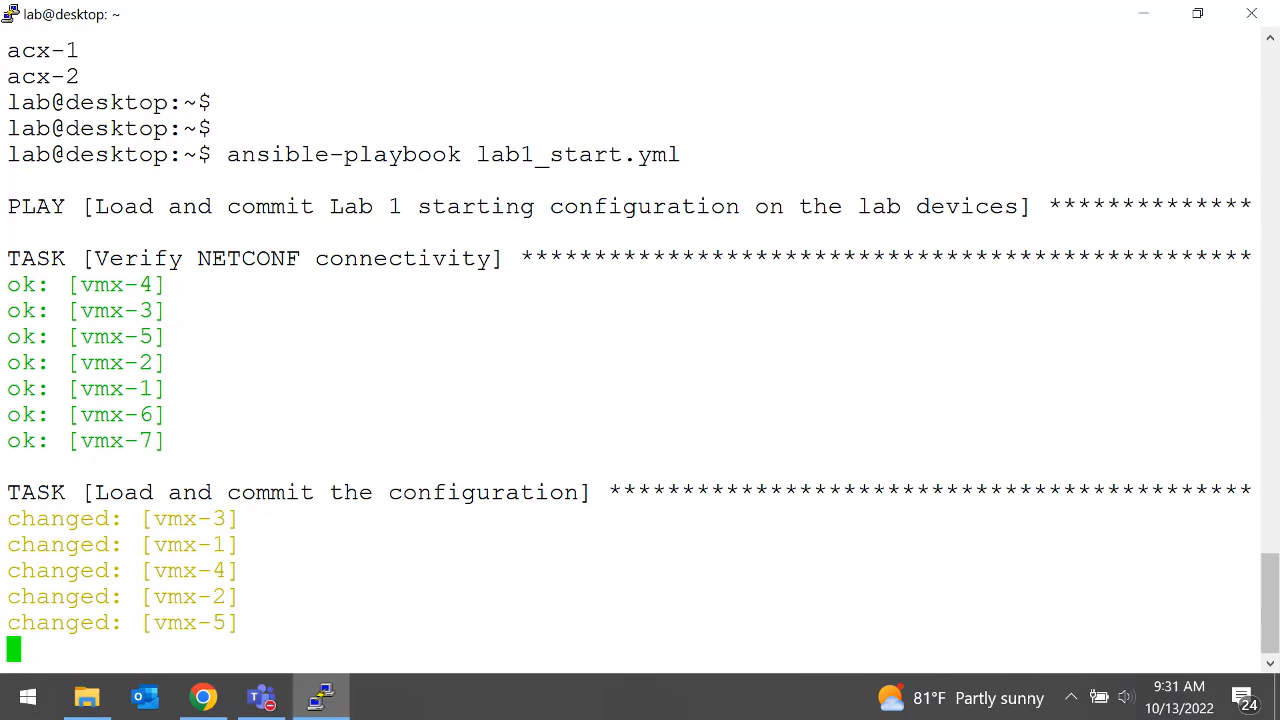 lab@desktop: ~
acx-1
acx-2
lab@desktop:~$
lab@desktop:~$
lab@desktop:~$ ansible-playbook lab1_start.yml
PLAY [Load and commit Lab 1 starting configuration on the lab devices] **************
TASK [Verify NETCONF connectivity] **************************************************
ok: [vmx-4]
ok: [vmx-3]
ok: [vmx-5]
ok: [vmx-2]
ok: [vmx-1]
ok: [vmx-6]
ok: [vmx-7]
TASK [Load and commit the configuration] ********************************************
changed: [vmx-3]
changed: [vmx-1]
changed: [vmx-4]
changed: [vmx-2]
changed: [vmx-5]
81°F Partly sunny
9:31 AM
10/13/2022
24